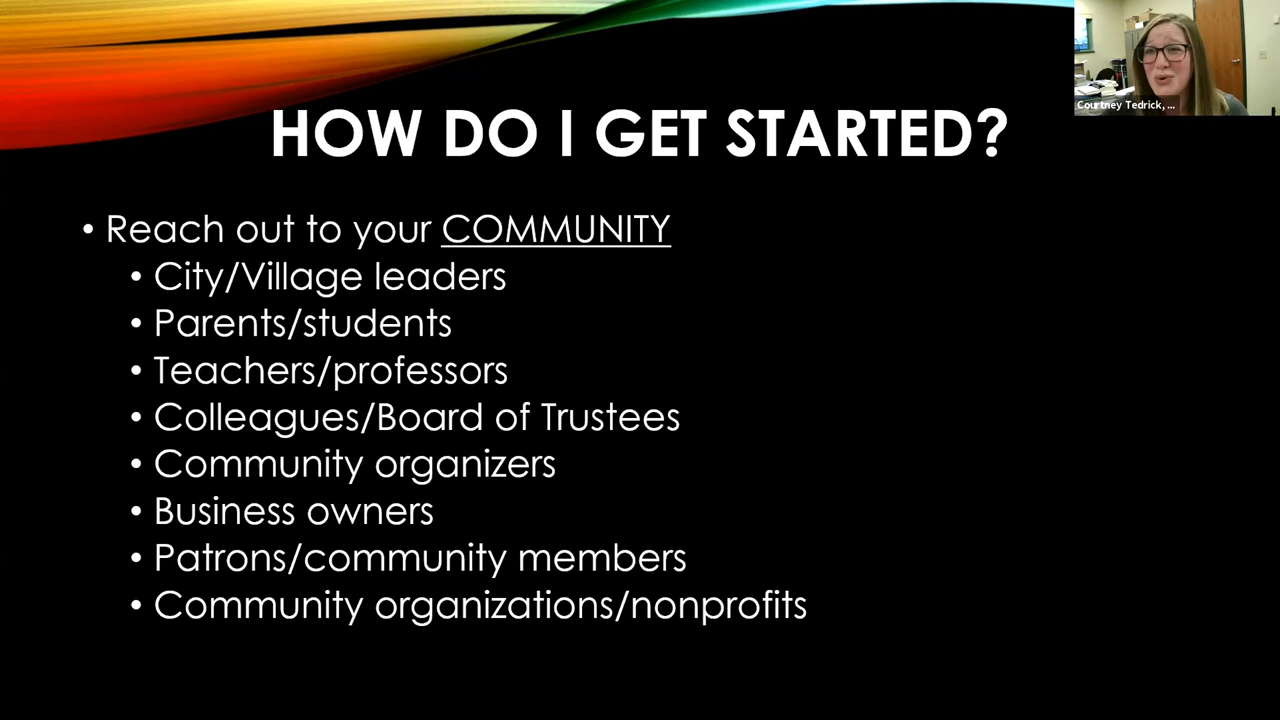 Courtney Tedrick, ...
HOW DO I GET STARTED?
• Reach out to your COMMUNITY
• City/Village leaders
• Parents/students
• Teachers/professors
• Colleagues/Board of Trustees
• Community organizers
• Business owners
• Patrons/community members
• Community organizations/nonprofits